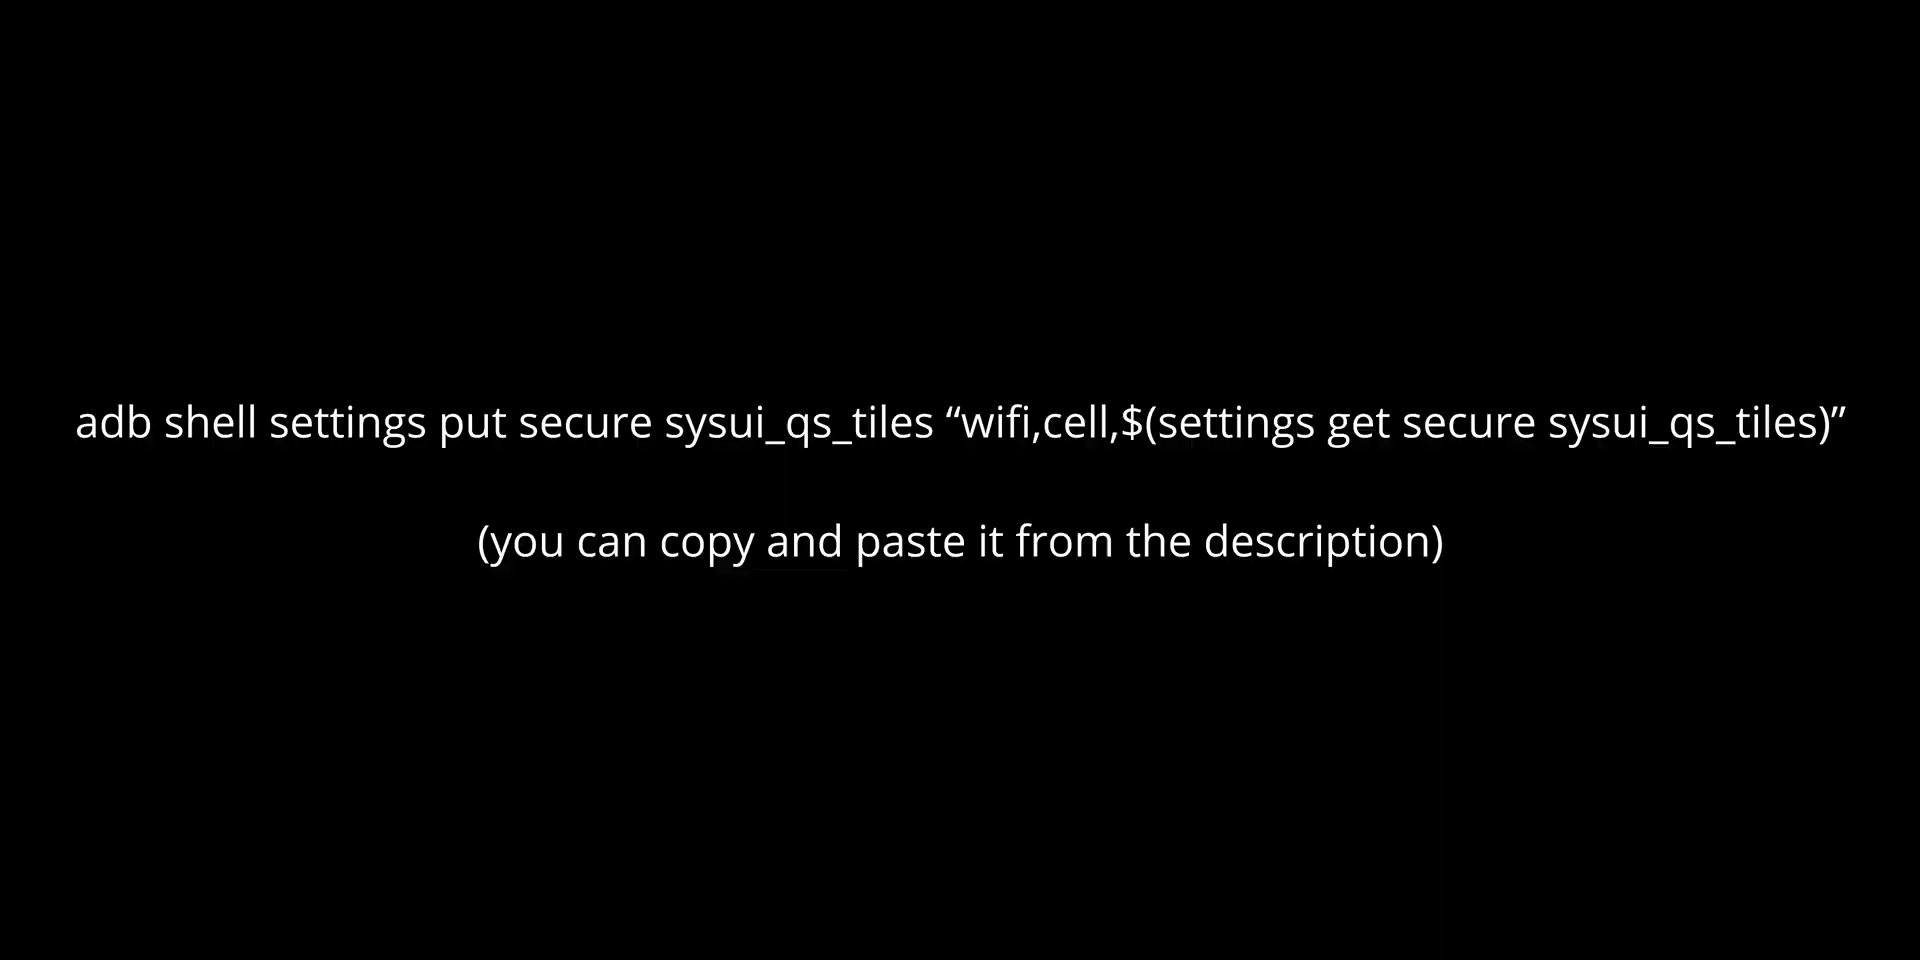 adb shell settings put secure sysui_qs_tiles “wifi,cell,$(settings get secure sysui_qs_tiles)”
(you can copy and paste it from the description)